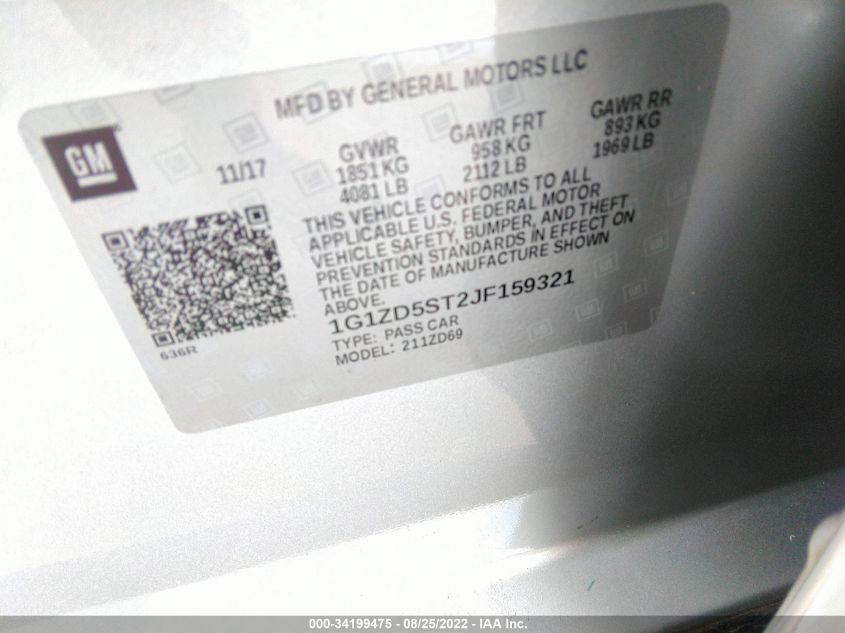 MFD BY GENERAL MOTORS LLC
GM
11/17
GVWR
1851 KG
4081 LB
GAWR FRT
958 KG
2112 LB
GAWR RR
893 KG
1969 LB
THIS VEHICLE CONFORMS TO ALL
APPLICABLE U.S. FEDERAL MOTOR
VEHICLE SAFETY, BUMPER, AND THEFT
PREVENTION STANDARDS IN EFFECT ON
THE DATE OF MANUFACTURE SHOWN
ABOVE.
1G1ZD5ST2JF159321
TYPE: PASS CAR
MODEL: 211ZD69
636R
000-34199475 - 08/25/2022 - IAA Inc.